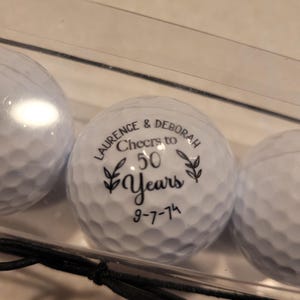 LAURENCE & DEBORAH
Cheers to
50
Years
9-7-74